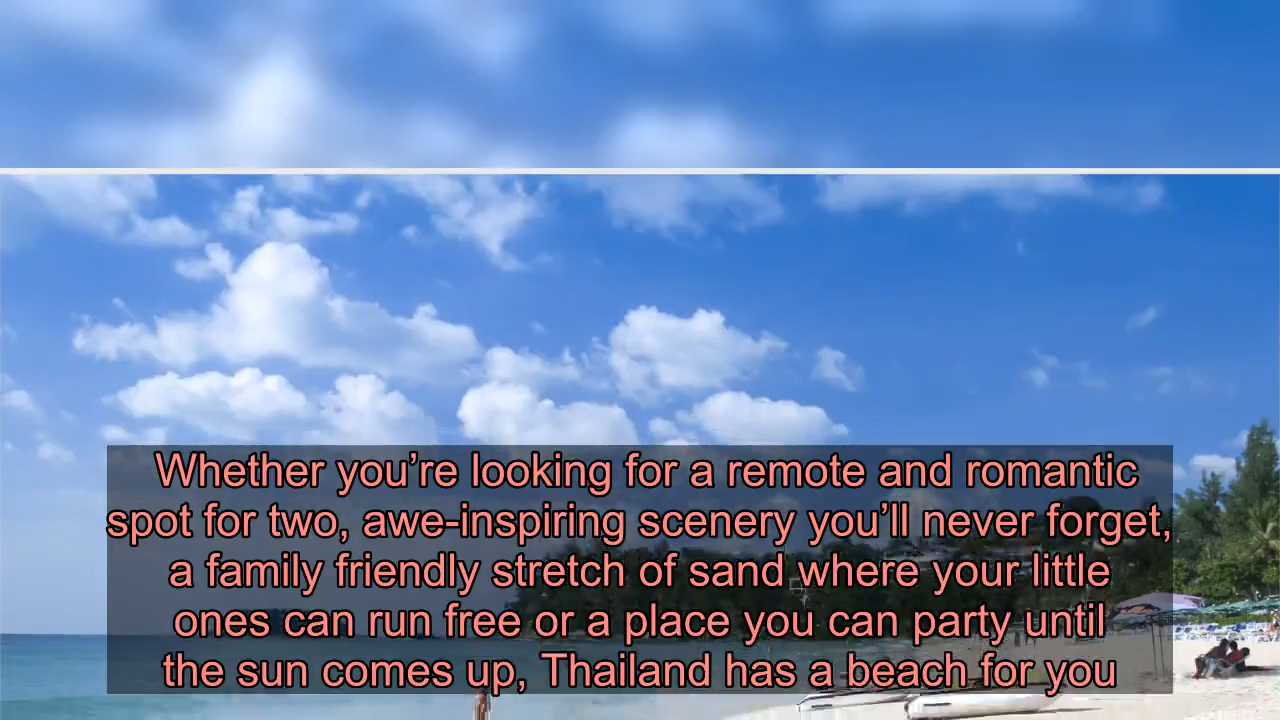 Whether you’re looking for a remote and romantic
spot for two, awe-inspiring scenery you’ll never forget,
a family friendly stretch of sand where your little
ones can run free or a place you can party until
the sun comes up, Thailand has a beach for you